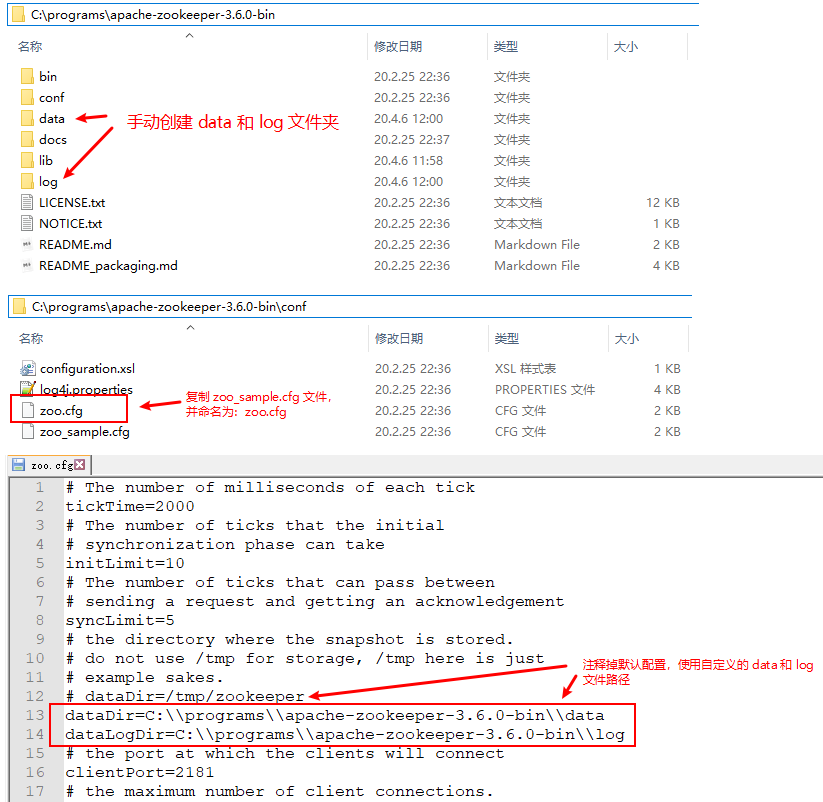 C:\programs\apache-zookeeper-3.6.0-bin
名称 修改日期 类型 大小
bin 20.2.25 22:36 文件夹
conf 20.2.25 22:36 文件夹
data 20.4.6 12:00 文件夹
手动创建 data 和 log 文件夹
docs 20.2.25 22:37 文件夹
lib 20.4.6 11:58 文件夹
log 20.4.6 12:00 文件夹
LICENSE.txt 20.2.25 22:36 文本文档 12 KB
NOTICE.txt 20.2.25 22:36 文本文档 1 KB
README.md 20.2.25 22:36 Markdown File 2 KB
README_packaging.md 20.2.25 22:36 Markdown File 4 KB
C:\programs\apache-zookeeper-3.6.0-bin\conf
名称 修改日期 类型 大小
configuration.xsl 20.2.25 22:36 XSL 样式表 1 KB
log4j.properties 20.2.25 22:36 PROPERTIES 文件 4 KB
复制 zoo_sample.cfg 文件，
并命名为：zoo.cfg
zoo.cfg 20.2.25 22:36 CFG 文件 2 KB
zoo_sample.cfg 20.2.25 22:36 CFG 文件 2 KB
zoo.cfg
1 # The number of milliseconds of each tick
2 tickTime=2000
3 # The number of ticks that the initial
4 # synchronization phase can take
5 initLimit=10
6 # The number of ticks that can pass between
7 # sending a request and getting an acknowledgement
8 syncLimit=5
9 # the directory where the snapshot is stored.
10 # do not use /tmp for storage, /tmp here is just
11 # example sakes.
注释掉默认配置，使用自定义的 data 和 log
文件路径
12 # dataDir=/tmp/zookeeper
13 dataDir=C:\\programs\\apache-zookeeper-3.6.0-bin\\data
14 dataLogDir=C:\\programs\\apache-zookeeper-3.6.0-bin\\log
15 # the port at which the clients will connect
16 clientPort=2181
17 # the maximum number of client connections.